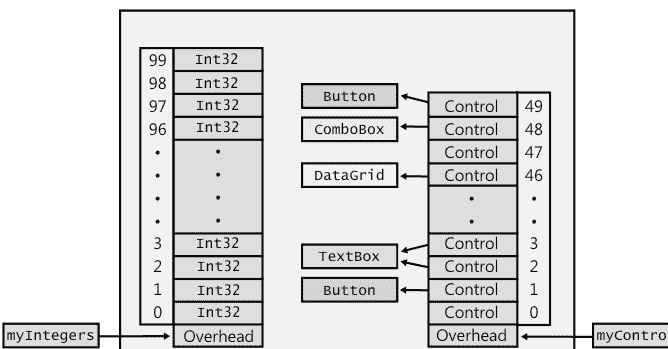 99 Int32
98 Int32
97 Int32
96 Int32
3 Int32
2 Int32
1 Int32
0 Int32
Overhead
myIntegers
Button
ComboBox
DataGrid
TextBox
Button
Control 49
Control 48
Control 47
Control 46
Control 3
Control 2
Control 1
Control 0
Overhead
myContro